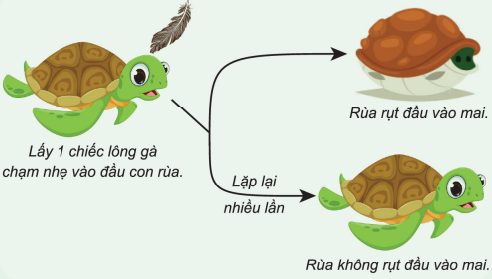 Lấy 1 chiếc lông gà
chạm nhẹ vào đầu con rùa.
Rùa rụt đầu vào mai.
Lặp lại
nhiều lần
Rùa không rụt đầu vào mai.